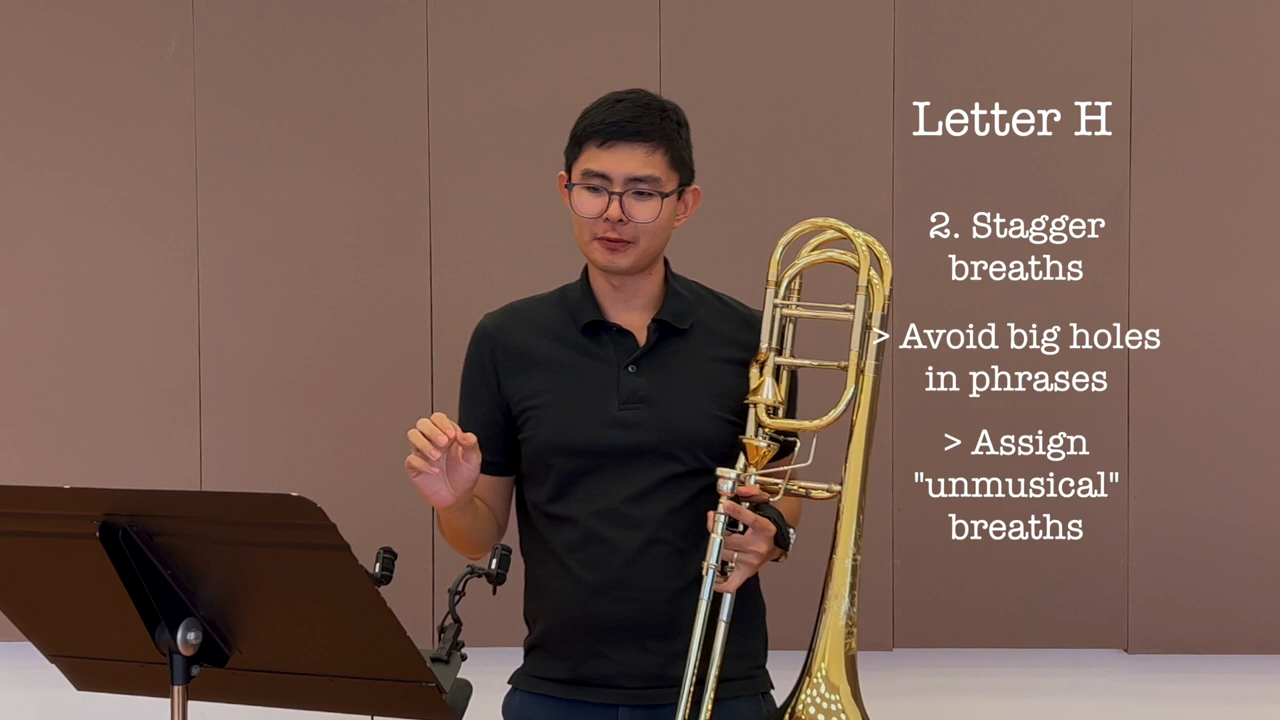 Letter H
2. Stagger
breaths
> Avoid big holes
in phrases
> Assign
"unmusical"
breaths